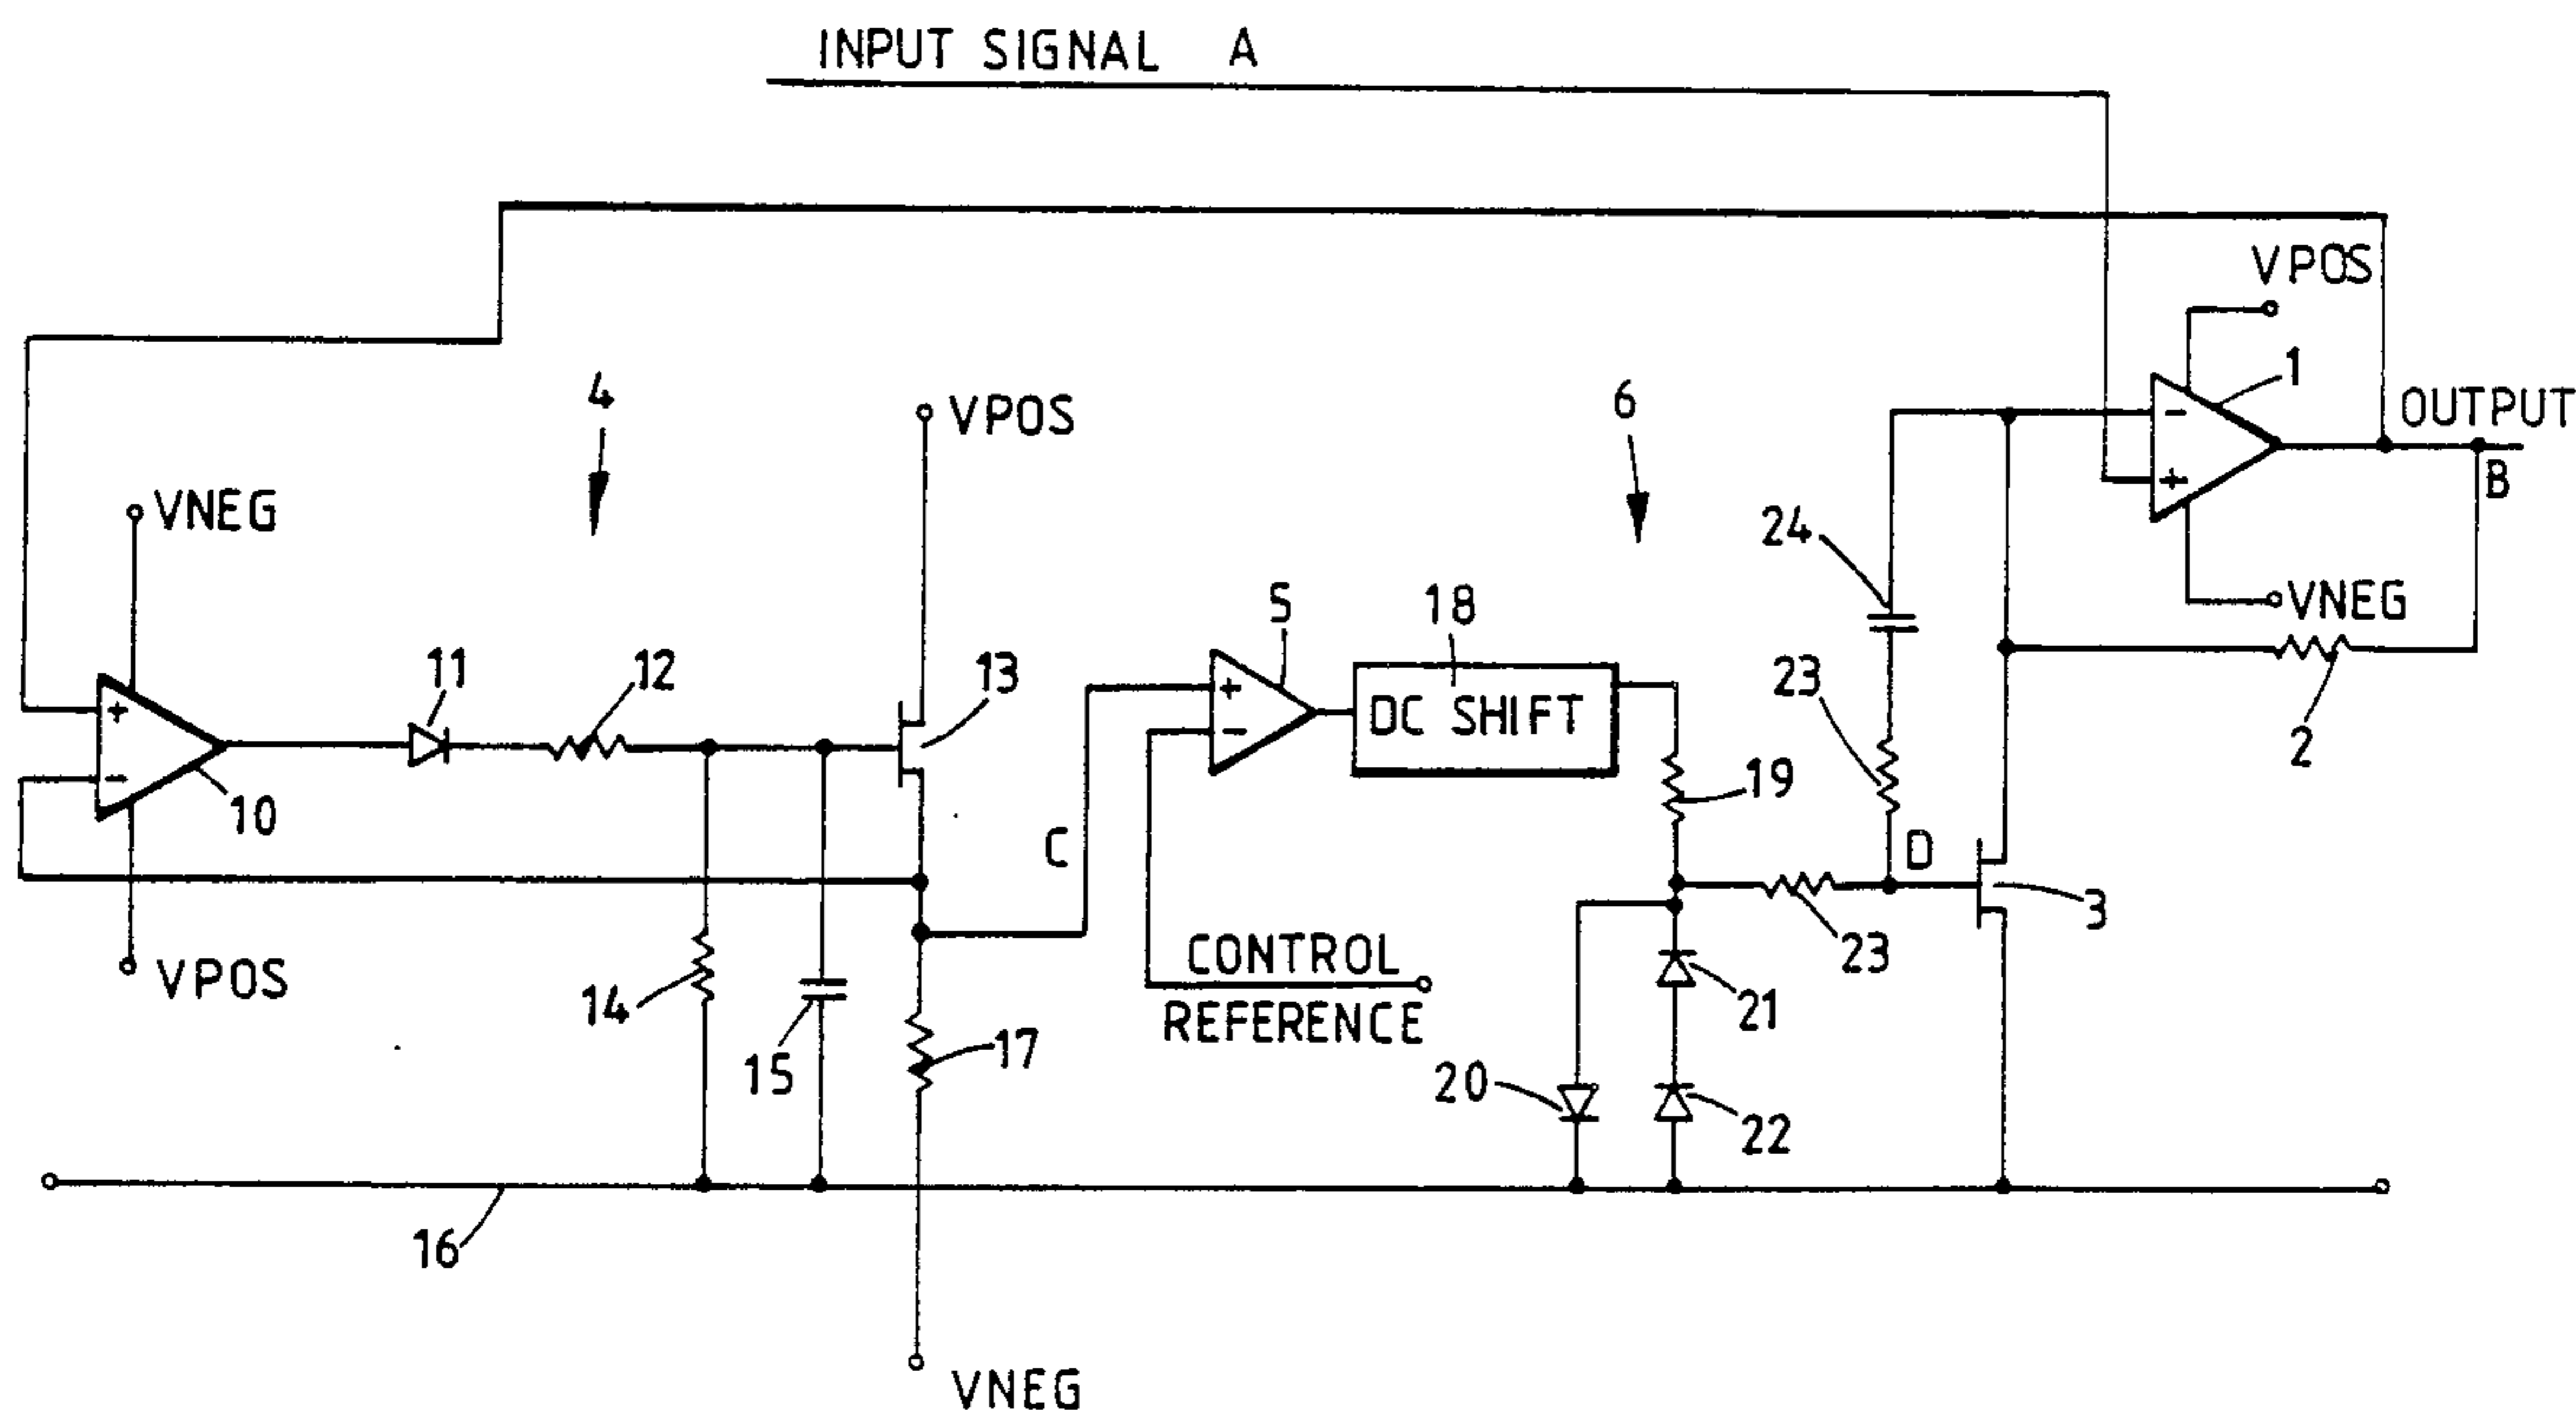 INPUT SIGNAL A
VPOS
1
OUTPUT
4
VPOS
6
-
+
B
VNEG
24
VNEG
5
18
11
12
13
23
+
+
DC SHIFT
2
-
-
19
10
C
D
3
CONTROL
23
VPOS
14
REFERENCE
21
15
17
20
22
16
VNEG